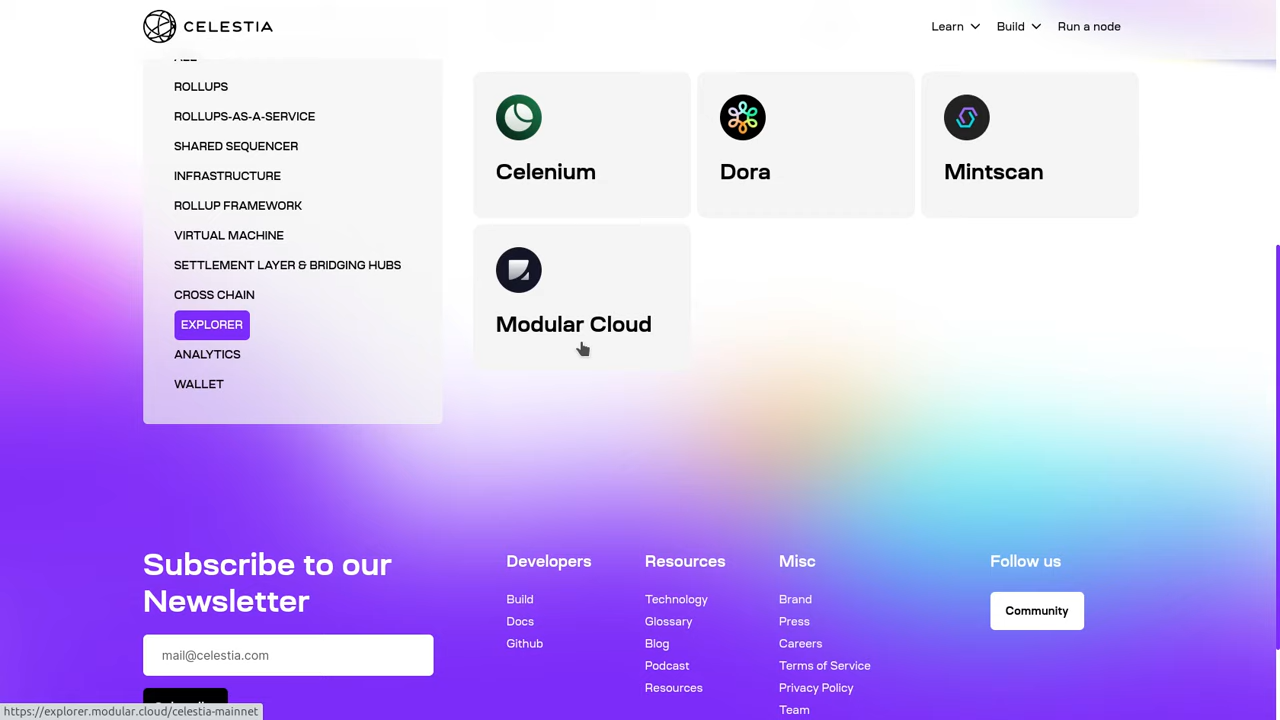 CELESTIA
Learn
Build
Run a node
ALL
ROLLUPS
ROLLUPS-AS-A-SERVICE
SHARED SEQUENCER
INFRASTRUCTURE
ROLLUP FRAMEWORK
VIRTUAL MACHINE
SETTLEMENT LAYER & BRIDGING HUBS
CROSS CHAIN
EXPLORER
ANALYTICS
WALLET
Celenium
Dora
Mintscan
Modular Cloud
Subscribe to our
Newsletter
mail@celestia.com
Developers
Build
Docs
Github
Resources
Technology
Glossary
Blog
Podcast
Resources
Misc
Brand
Press
Careers
Terms of Service
Privacy Policy
Team
Follow us
Community
https://explorer.modular.cloud/celestia-mainnet